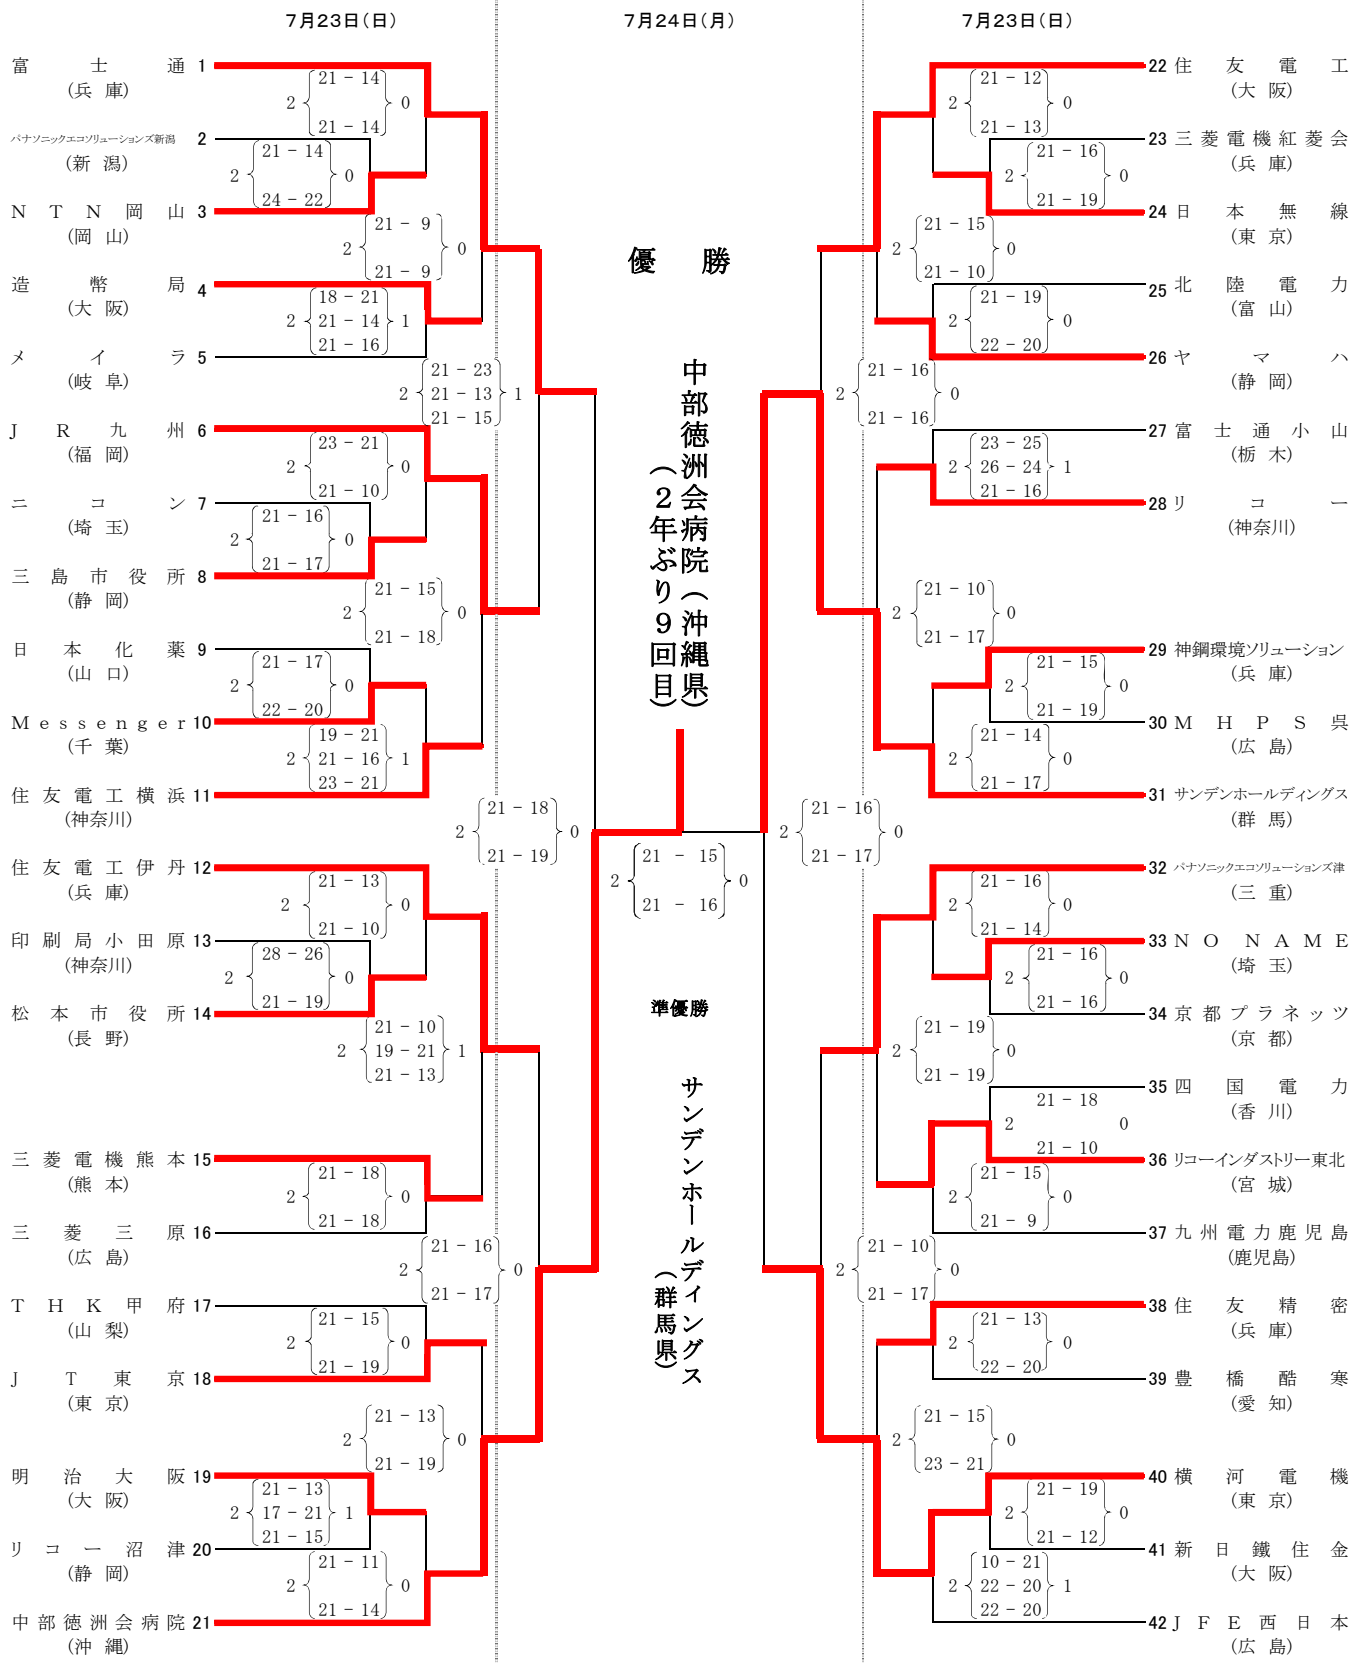 7月23日(日)
7月24日(月)
7月23日(日)
富士通 1
(兵 庫)
21 - 14
2 0
21 - 14
パナソニックエコソリューションズ新潟 2
(新 潟)
21 - 14
2 0
24 - 22
NTN岡山 3
(岡 山)
21 - 9
2 0
21 - 9
造幣局 4
(大 阪)
18 - 21
2 21 - 14 1
21 - 16
メイラ 5
(岐 阜)
21 - 23
2 21 - 13 1
21 - 15
JR九州 6
(福 岡)
23 - 21
2 0
21 - 10
ニコン 7
(埼 玉)
21 - 16
2 0
21 - 17
三島市役所 8
(静 岡)
21 - 15
2 0
21 - 18
日本化薬 9
(山 口)
21 - 17
2 0
22 - 20
Messenger 10
(千 葉)
19 - 21
2 21 - 16 1
23 - 21
住友電工横浜 11
(神奈川)
21 - 18
2 0
21 - 19
住友電工伊丹 12
(兵 庫)
21 - 13
2 0
21 - 10
印刷局小田原 13
(神奈川)
28 - 26
2 0
21 - 19
松本市役所 14
(長 野)
21 - 10
2 19 - 21 1
21 - 13
三菱電機熊本 15
(熊 本)
21 - 18
2 0
21 - 18
三菱三原 16
(広 島)
21 - 16
2 0
21 - 17
THK甲府 17
(山 梨)
21 - 15
2 0
21 - 19
JT東京 18
(東 京)
21 - 13
2 0
21 - 19
明治大阪 19
(大 阪)
21 - 13
2 17 - 21 1
21 - 15
リコー沼津 20
(静 岡)
21 - 11
2 0
21 - 14
中部徳洲会病院 21
(沖 縄)
優 勝
中部徳洲会病院(沖縄県)
(2年ぶり9回目)
21 - 15
2 0
21 - 16
準優勝
サンデンホールディングス
(群馬県)
22 住友電工
(大 阪)
21 - 12
2 0
21 - 13
23 三菱電機紅菱会
(兵 庫)
21 - 16
2 0
21 - 19
24 日本無線
(東 京)
21 - 15
2 0
21 - 10
25 北陸電力
(富 山)
21 - 19
2 0
22 - 20
26 ヤマハ
(静 岡)
21 - 16
2 0
21 - 16
27 富士通小山
(栃 木)
23 - 25
2 26 - 24 1
21 - 16
28 リコー
(神奈川)
21 - 10
2 0
21 - 17
29 神鋼環境ソリューション
(兵 庫)
21 - 15
2 0
21 - 19
30 MHPS呉
(広 島)
21 - 14
2 0
21 - 17
31 サンデンホールディングス
(群 馬)
21 - 16
2 0
21 - 17
32 パナソニックエコソリューションズ津
(三 重)
21 - 16
2 0
21 - 14
33 NO NAME
(埼 玉)
21 - 16
2 0
21 - 16
34 京都プラネッツ
(京 都)
21 - 19
2 0
21 - 19
35 四国電力
(香 川)
21 - 18
2 0
21 - 10
36 リコーインダストリー東北
(宮 城)
21 - 15
2 0
21 - 9
37 九州電力鹿児島
(鹿児島)
21 - 10
2 0
21 - 17
38 住友精密
(兵 庫)
21 - 13
2 0
22 - 20
39 豊橋酷寒
(愛 知)
21 - 15
2 0
23 - 21
40 横河電機
(東 京)
21 - 19
2 0
21 - 12
41 新日鐵住金
(大 阪)
10 - 21
2 22 - 20 1
22 - 20
42 JFE西日本
(広 島)